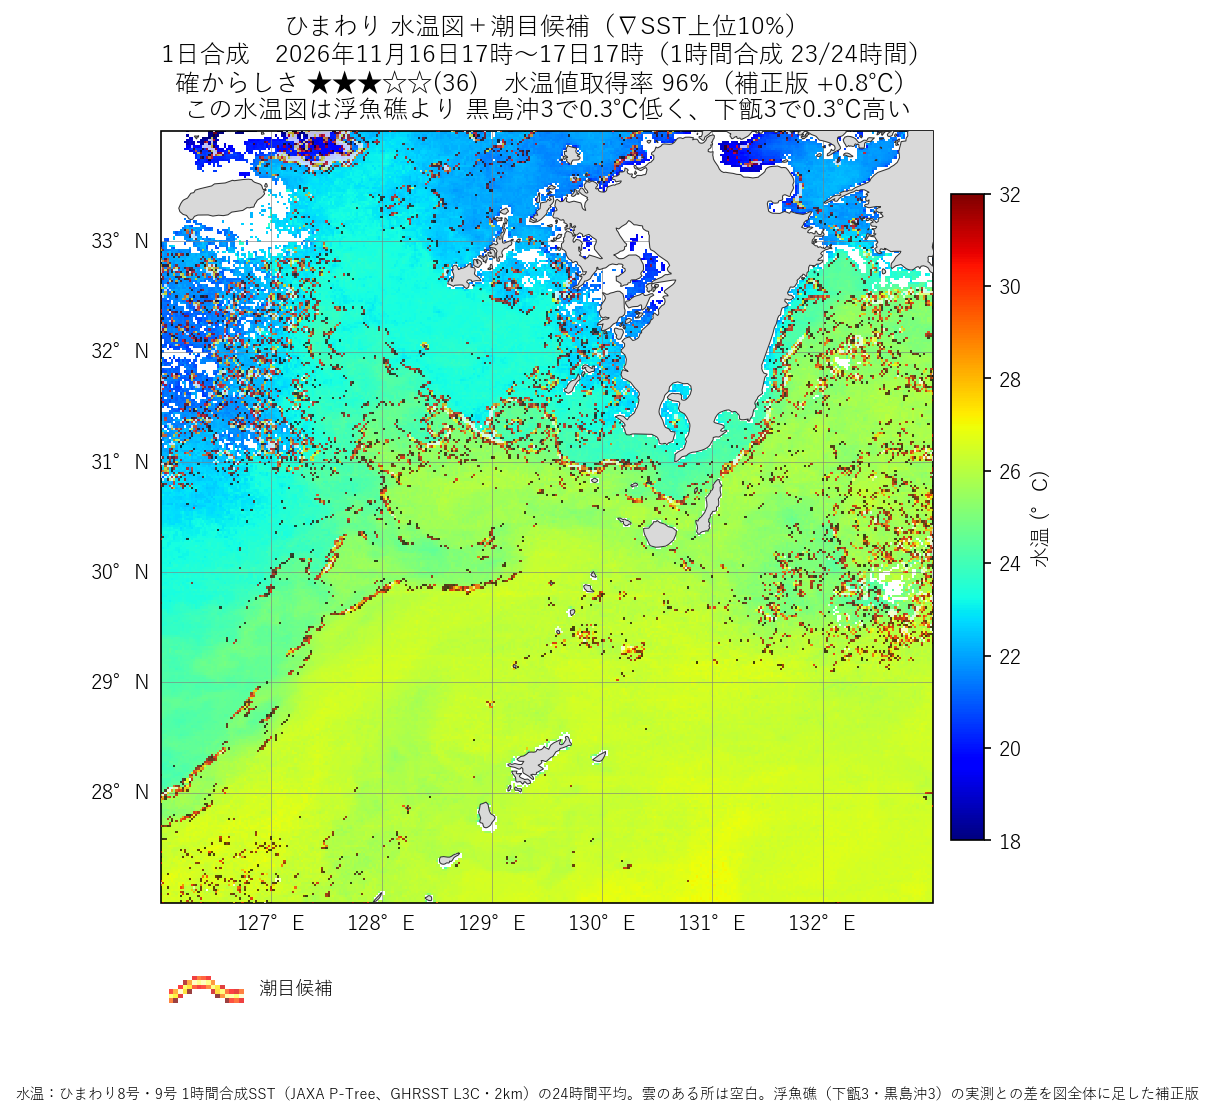 ひまわり 水温図＋潮目候補（∇SST上位10%）
1日合成　2026年11月16日17時～17日17時（1時間合成 23/24時間）
確からしさ ★★★☆☆(36)　水温値取得率 96%（補正版 +0.8℃）
この水温図は浮魚礁より 黒島沖3で0.3℃低く、下甑3で0.3℃高い
33° N
32° N
31° N
30° N
29° N
28° N
127° E
128° E
129° E
130° E
131° E
132° E
32
30
28
26
24
22
20
18
水温 (° C)
潮目候補
水温：ひまわり8号・9号 1時間合成SST（JAXA P-Tree、GHRSST L3C・2km）の24時間平均。雲のある所は空白。浮魚礁（下甑3・黒島沖3）の実測との差を図全体に足した補正版